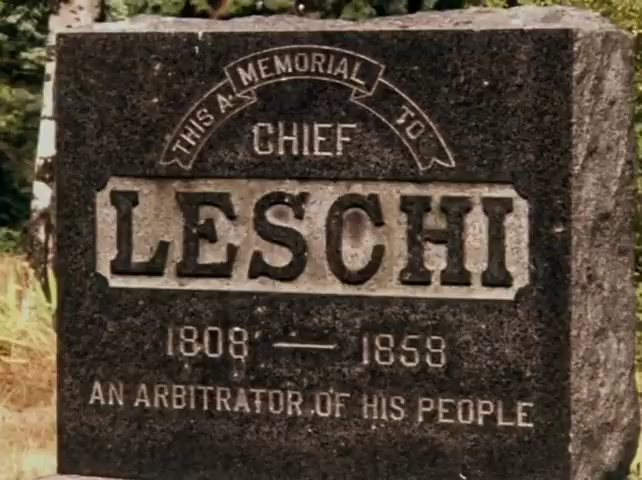 THIS A MEMORIAL TO
CHIEF
LESCHI
1808 — 1858
AN ARBITRATOR OF HIS PEOPLE